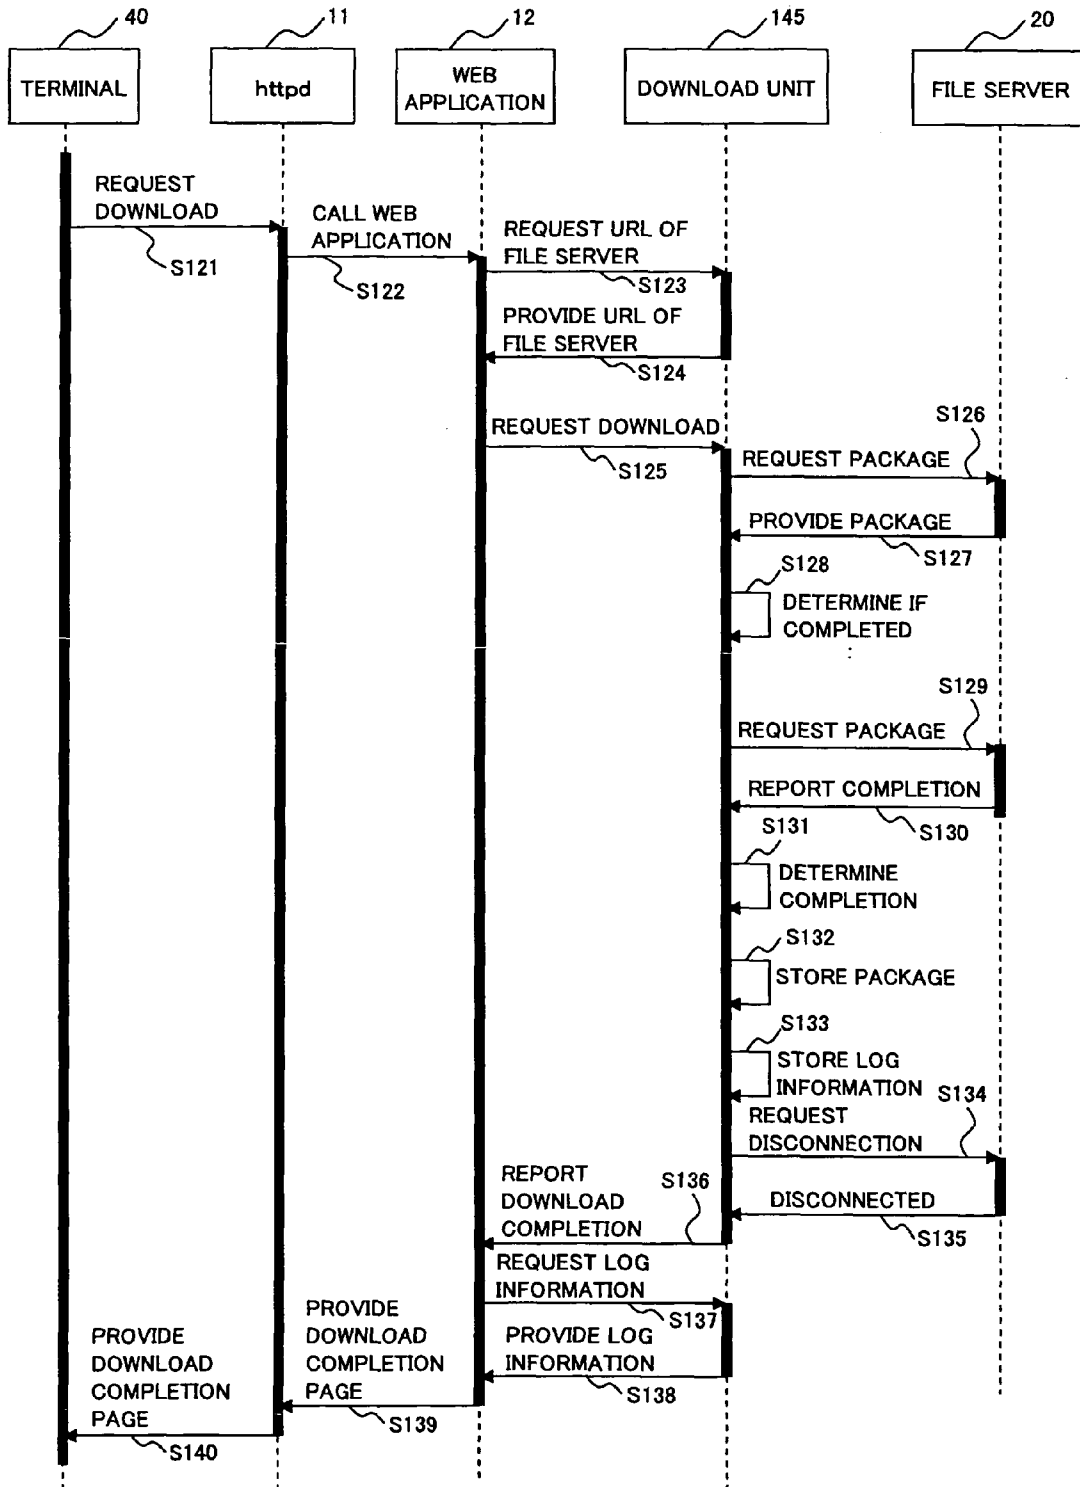 40
11
12
145
20
TERMINAL
httpd
WEB
APPLICATION
DOWNLOAD UNIT
FILE SERVER
REQUEST
DOWNLOAD
S121
CALL WEB
APPLICATION
S122
REQUEST URL OF
FILE SERVER
S123
PROVIDE URL OF
FILE SERVER
S124
REQUEST DOWNLOAD
S125
S126
REQUEST PACKAGE
PROVIDE PACKAGE
S127
S128
DETERMINE IF
COMPLETED
S129
REQUEST PACKAGE
REPORT COMPLETION
S130
S131
DETERMINE
COMPLETION
S132
STORE PACKAGE
S133
STORE LOG
INFORMATION
S134
REQUEST
DISCONNECTION
DISCONNECTED
S135
REPORT
DOWNLOAD
COMPLETION
S136
REQUEST LOG
INFORMATION
S137
PROVIDE LOG
INFORMATION
S138
PROVIDE
DOWNLOAD
COMPLETION
PAGE
S139
PROVIDE
DOWNLOAD
COMPLETION
PAGE
S140